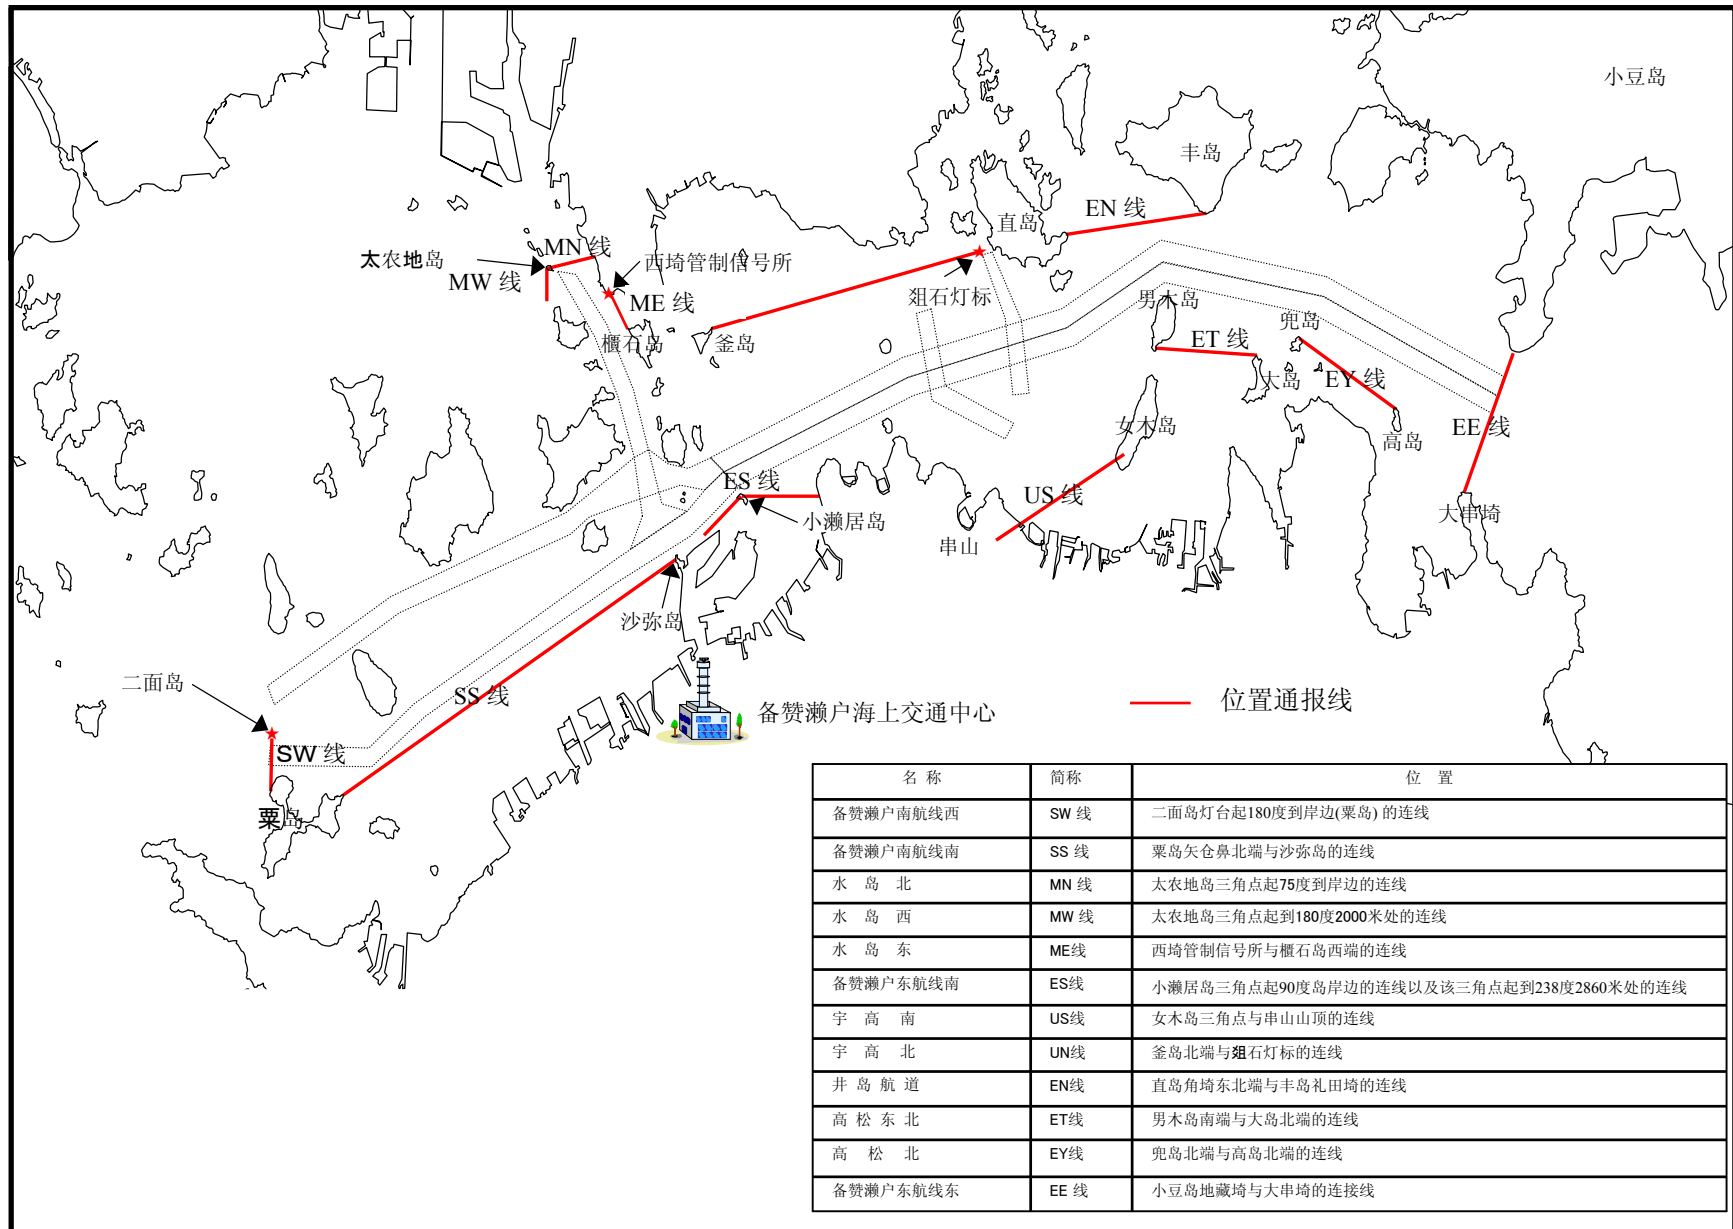 小豆岛
丰岛
EN 线
直岛
MN 线
太农地岛
西埼管制信号所
MW 线
爼石灯标
男木岛
ME 线
兜岛
櫃石岛
釜岛
ET 线
大岛
EY 线
女木岛
EE 线
高岛
ES 线
US 线
小濑居岛
大串埼
串山
沙弥岛
二面岛
SS 线
位置通报线
备赞濑户海上交通中心
SW 线
粟岛
名 称 简称 位 置
备赞濑户南航线西 SW 线 二面岛灯台起180度到岸边(粟岛) 的连线
备赞濑户南航线南 SS 线 粟岛矢仓鼻北端与沙弥岛的连线
水 岛 北 MN 线 太农地岛三角点起75度到岸边的连线
水 岛 西 MW 线 太农地岛三角点起到180度2000米处的连线
水 岛 东 ME线 西埼管制信号所与櫃石岛西端的连线
备赞濑户东航线南 ES线 小濑居岛三角点起90度岛岸边的连线以及该三角点起到238度2860米处的连线
宇 高 南 US线 女木岛三角点与串山山顶的连线
宇 高 北 UN线 釜岛北端与爼石灯标的连线
井 岛 航 道 EN线 直岛角埼东北端与丰岛礼田埼的连线
高 松 东 北 ET线 男木岛南端与大岛北端的连线
高 松 北 EY线 兜岛北端与高岛北端的连线
备赞濑户东航线东 EE 线 小豆岛地藏埼与大串埼的连接线